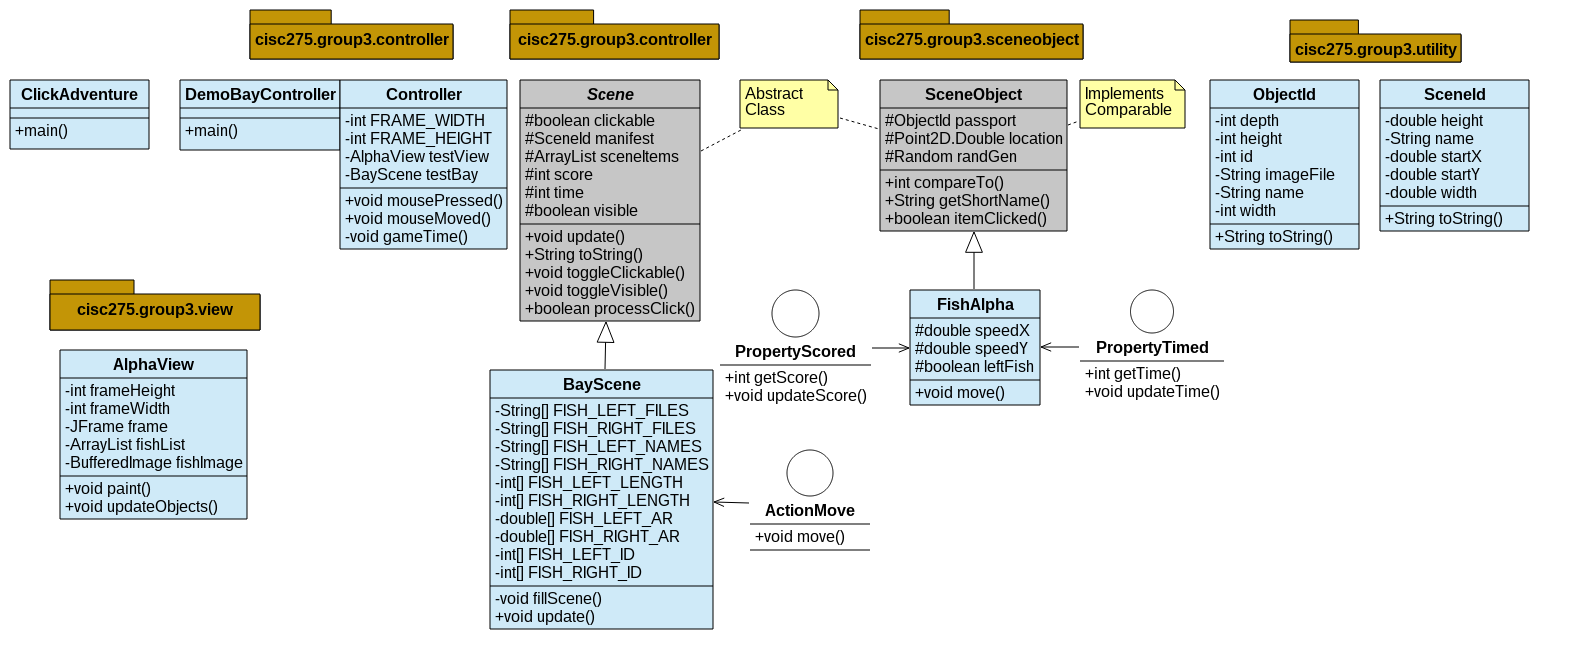 cisc275.group3.controller
cisc275.group3.controller
cisc275.group3.sceneobject
cisc275.group3.utility
ClickAdventure
+main()
DemoBayController
+main()
Controller
-int FRAME_WIDTH
-int FRAME_HEIGHT
-AlphaView testView
-BayScene testBay
+void mousePressed()
+void mouseMoved()
-void gameTime()
Scene
#boolean clickable
#SceneId manifest
#ArrayList sceneItems
#int score
#int time
#boolean visible
+void update()
+String toString()
+void toggleClickable()
+void toggleVisible()
+boolean processClick()
Abstract
Class
SceneObject
#ObjectId passport
#Point2D.Double location
#Random randGen
+int compareTo()
+String getShortName()
+boolean itemClicked()
Implements
Comparable
ObjectId
-int depth
-int height
-int id
-String imageFile
-String name
-int width
+String toString()
SceneId
-double height
-String name
-double startX
-double startY
-double width
+String toString()
cisc275.group3.view
AlphaView
-int frameHeight
-int frameWidth
-JFrame frame
-ArrayList fishList
-BufferedImage fishImage
+void paint()
+void updateObjects()
BayScene
-String[] FISH_LEFT_FILES
-String[] FISH_RIGHT_FILES
-String[] FISH_LEFT_NAMES
-String[] FISH_RIGHT_NAMES
-int[] FISH_LEFT_LENGTH
-int[] FISH_RIGHT_LENGTH
-double[] FISH_LEFT_AR
-double[] FISH_RIGHT_AR
-int[] FISH_LEFT_ID
-int[] FISH_RIGHT_ID
-void fillScene()
+void update()
PropertyScored
+int getScore()
+void updateScore()
FishAlpha
#double speedX
#double speedY
#boolean leftFish
+void move()
PropertyTimed
+int getTime()
+void updateTime()
ActionMove
+void move()